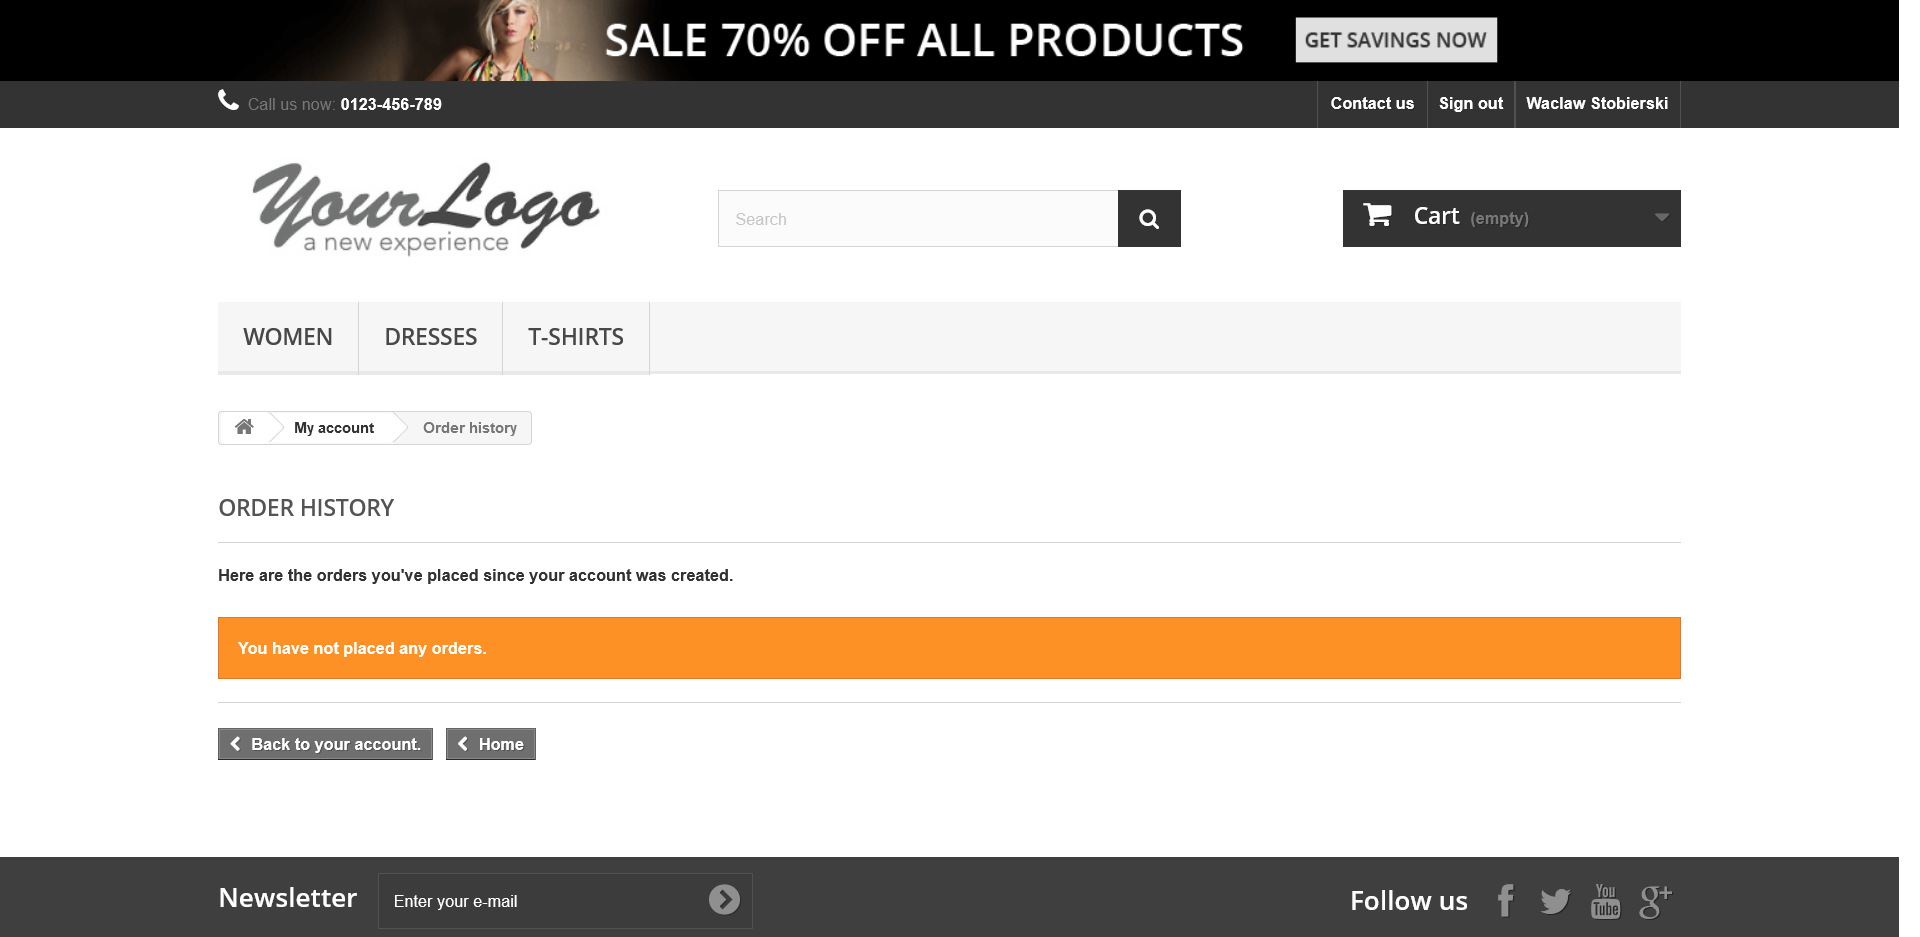 SALE 70% OFF ALL PRODUCTS GET SAVINGS NOW
Call us now: 0123-456-789 Contact us Sign out Waclaw Stobierski
YourLogo
a new experience
Search
Cart (empty)
WOMEN DRESSES T-SHIRTS
My account Order history
ORDER HISTORY
Here are the orders you've placed since your account was created.
You have not placed any orders.
Back to your account. Home
Newsletter Enter your e-mail Follow us
You
Tube
g+